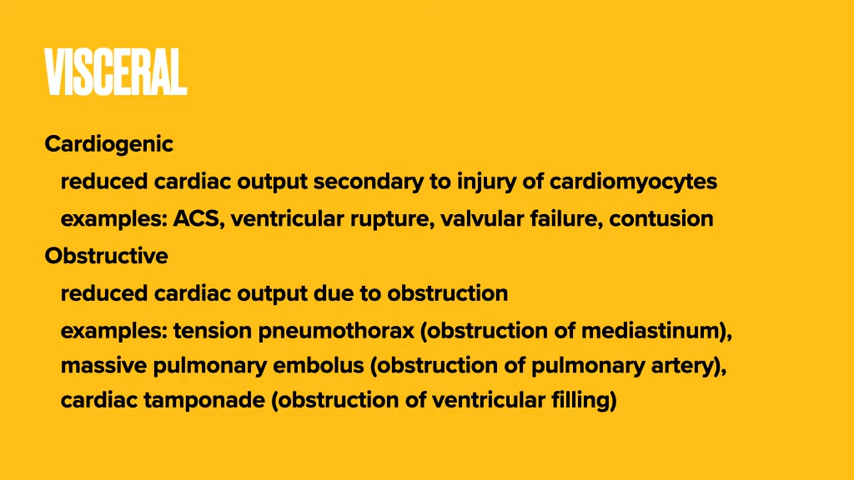 VISCERAL
Cardiogenic
reduced cardiac output secondary to injury of cardiomyocytes
examples: ACS, ventricular rupture, valvular failure, contusion
Obstructive
reduced cardiac output due to obstruction
examples: tension pneumothorax (obstruction of mediastinum),
massive pulmonary embolus (obstruction of pulmonary artery),
cardiac tamponade (obstruction of ventricular filling)